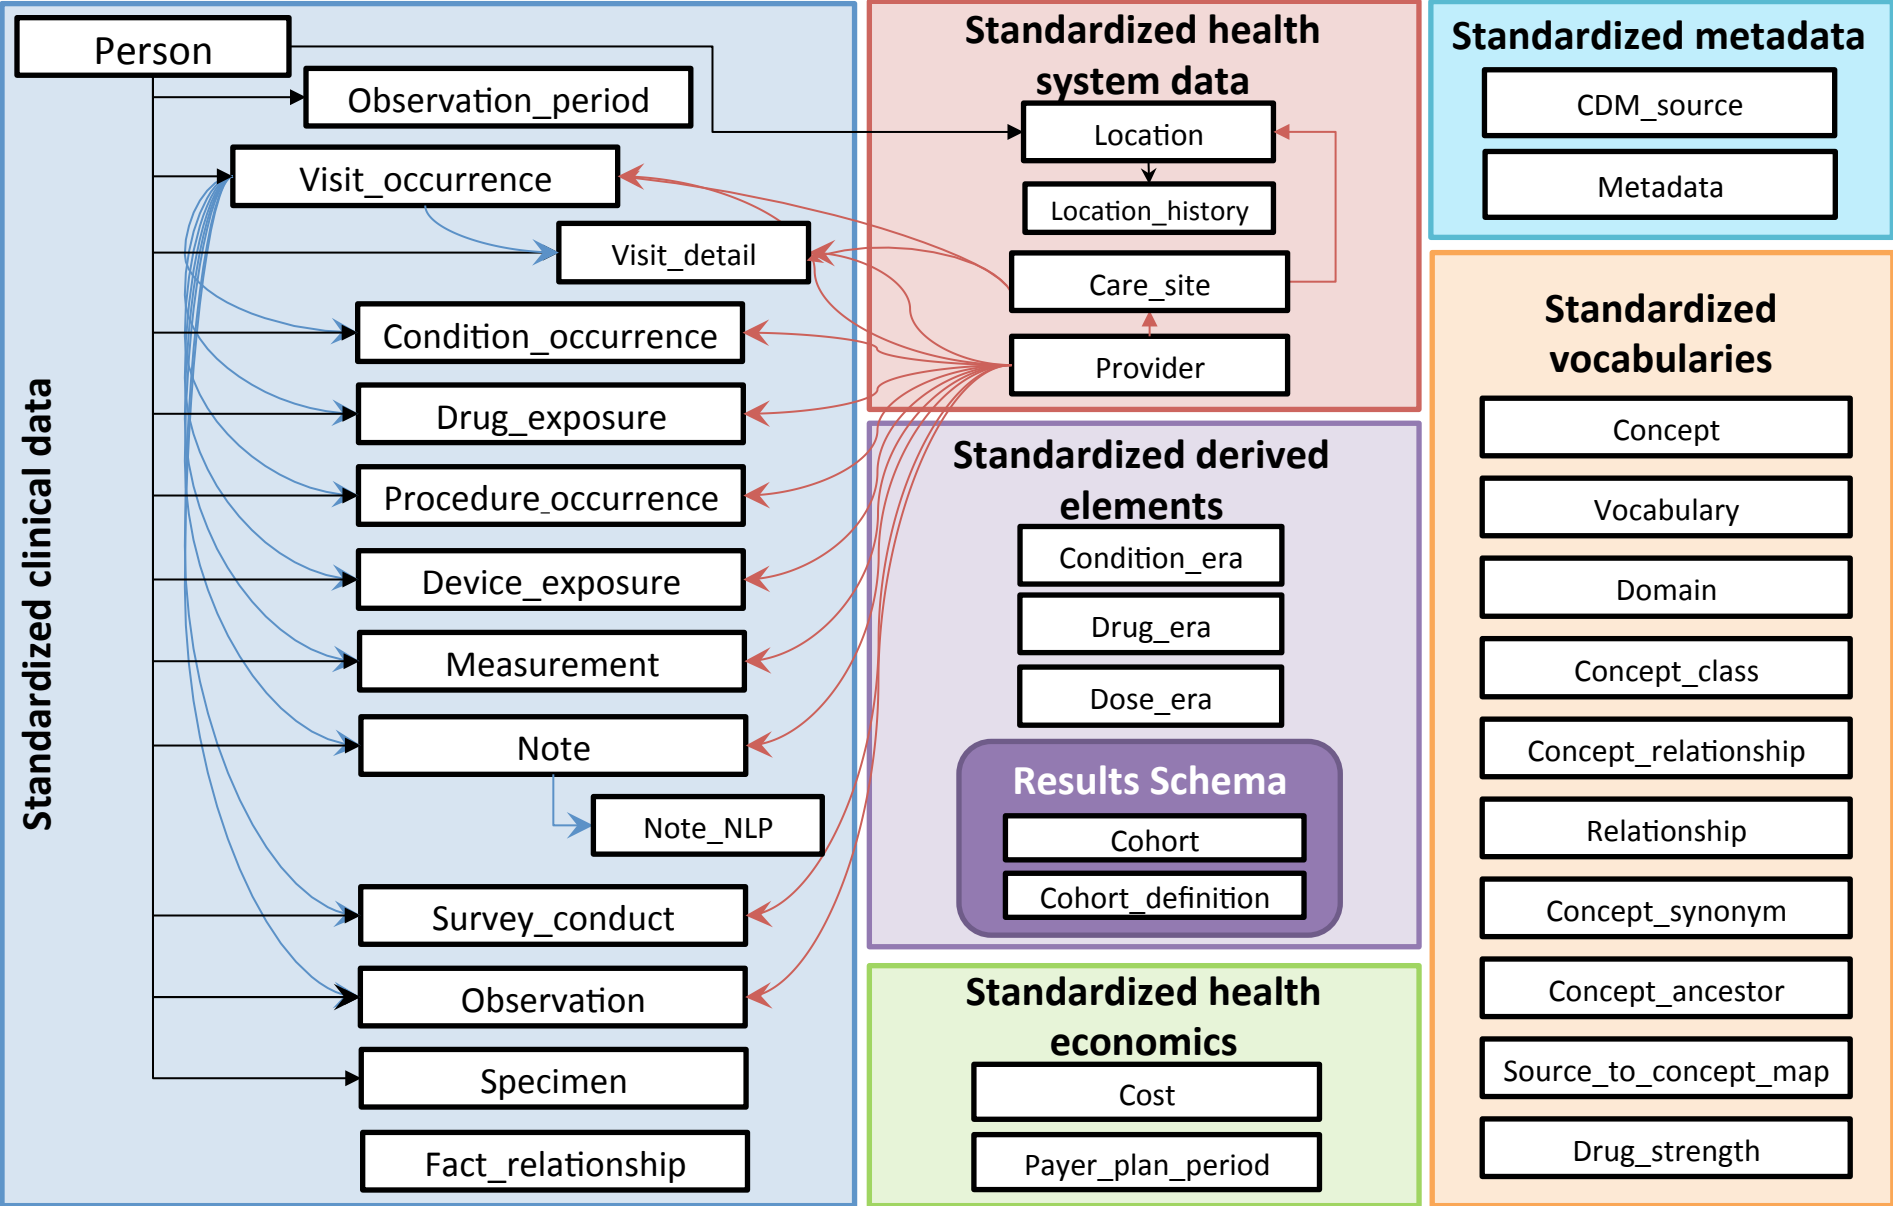 Standardized clinical data
Person
Observation_period
Visit_occurrence
Visit_detail
Condition_occurrence
Drug_exposure
Procedure_occurrence
Device_exposure
Measurement
Note
Note_NLP
Survey_conduct
Observation
Specimen
Fact_relationship
Standardized health
system data
Location
Location_history
Care_site
Provider
Standardized derived
elements
Condition_era
Drug_era
Dose_era
Results Schema
Cohort
Cohort_definition
Standardized health
economics
Cost
Payer_plan_period
Standardized metadata
CDM_source
Metadata
Standardized
vocabularies
Concept
Vocabulary
Domain
Concept_class
Concept_relationship
Relationship
Concept_synonym
Concept_ancestor
Source_to_concept_map
Drug_strength